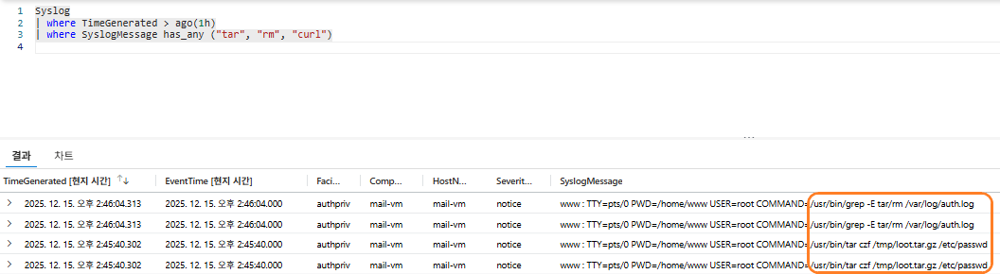 1 Syslog
2 | where TimeGenerated > ago(1h)
3 | where SyslogMessage has_any ("tar", "rm", "curl")
4
...
결과 차트
TimeGenerated [현지 시간] ↑↓ EventTime [현지 시간] Faci... Comp... HostN... Severit... SyslogMessage
> 2025. 12. 15. 오후 2:46:04.313 2025. 12. 15. 오후 2:46:04.000 authpriv mail-vm mail-vm notice www : TTY=pts/0 PWD=/home/www USER=root COMMAND=/usr/bin/grep -E tar/rm /var/log/auth.log
> 2025. 12. 15. 오후 2:46:04.313 2025. 12. 15. 오후 2:46:04.000 authpriv mail-vm mail-vm notice www : TTY=pts/0 PWD=/home/www USER=root COMMAND=/usr/bin/grep -E tar/rm /var/log/auth.log
> 2025. 12. 15. 오후 2:45:40.302 2025. 12. 15. 오후 2:45:40.000 authpriv mail-vm mail-vm notice www : TTY=pts/0 PWD=/home/www USER=root COMMAND=/usr/bin/tar czf /tmp/loot.tar.gz /etc/passwd
> 2025. 12. 15. 오후 2:45:40.302 2025. 12. 15. 오후 2:45:40.000 authpriv mail-vm mail-vm notice www : TTY=pts/0 PWD=/home/www USER=root COMMAND=/usr/bin/tar czf /tmp/loot.tar.gz /etc/passwd